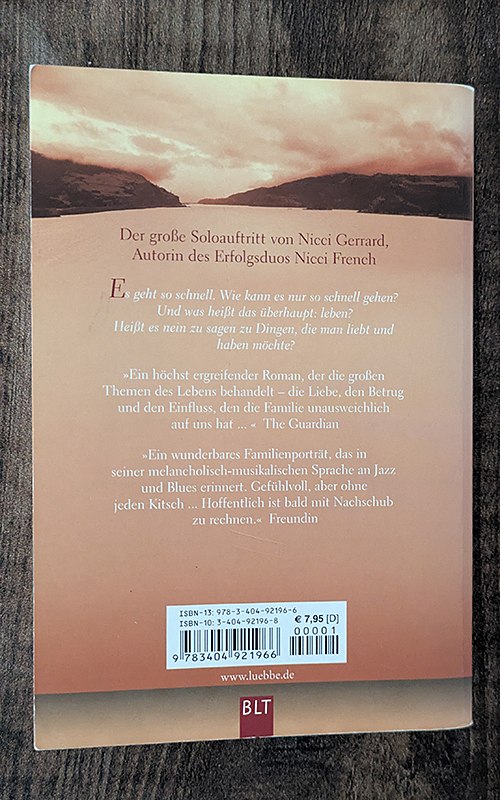 Der große Soloauftritt von Nicci Gerrard,
Autorin des Erfolgsduos Nicci French
Es geht so schnell. Wie kann es nur so schnell gehen?
Und was heißt das überhaupt: leben?
Heißt es nein zu sagen zu Dingen, die man liebt und
haben möchte?
»Ein höchst ergreifender Roman, der die großen
Themen des Lebens behandelt – die Liebe, den Betrug
und den Einfluss, den die Familie unausweichlich
auf uns hat ... « The Guardian
»Ein wunderbares Familienporträt, das in
seiner melancholisch-musikalischen Sprache an Jazz
und Blues erinnert. Gefühlvoll, aber ohne
jeden Kitsch ... Hoffentlich ist bald mit Nachschub
zu rechnen.« Freundin
ISBN-13: 978-3-404-92196-6
ISBN-10: 3-404-92196-8
€ 7,95 [D]
00001
9 783404 921966
www.luebbe.de
BLT